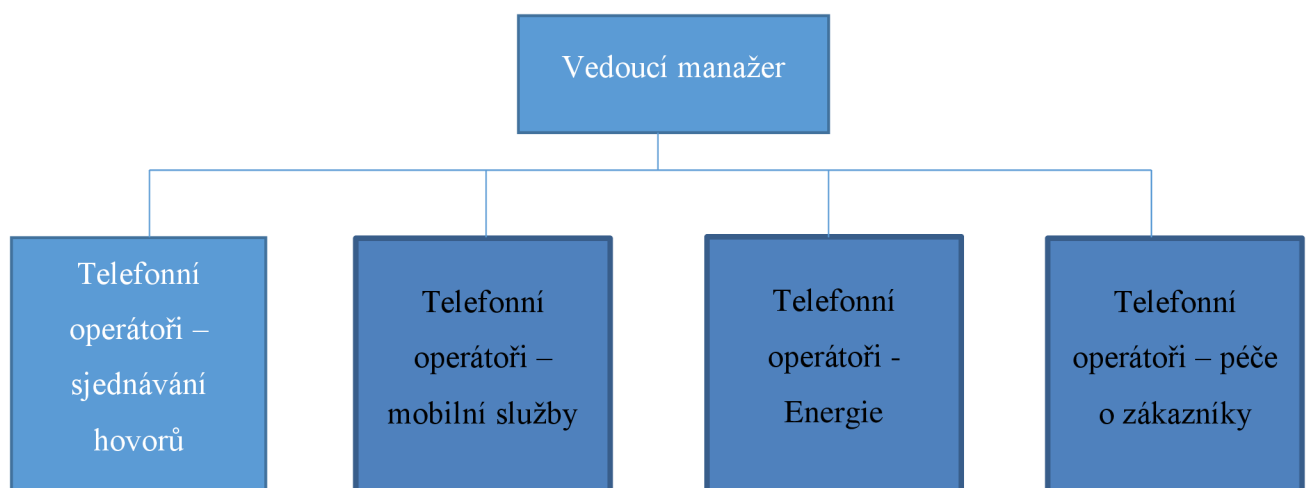 Vedoucí manažer
Telefonní
operátoři –
sjednávání
hovorů
Telefonní
operátoři –
mobilní služby
Telefonní
operátoři -
Energie
Telefonní
operátoři – péče
o zákazníky